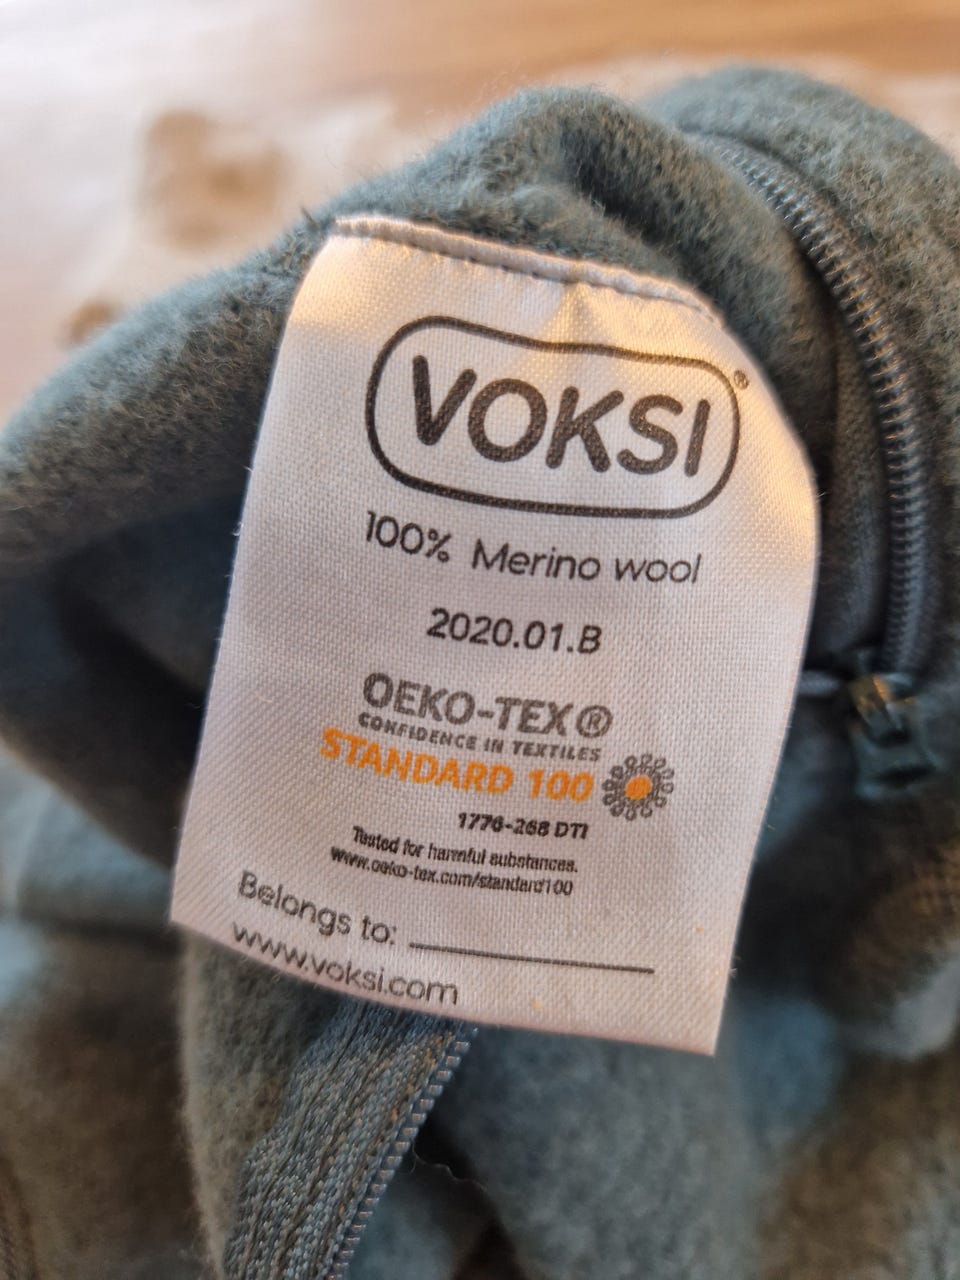 VOKSI®
100% Merino wool
2020.01.B
OEKO-TEX®
CONFIDENCE IN TEXTILES
STANDARD 100
1776-268 DTI
Tested for harmful substances.
www.oeko-tex.com/standard100
Belongs to: ____________
www.voksi.com